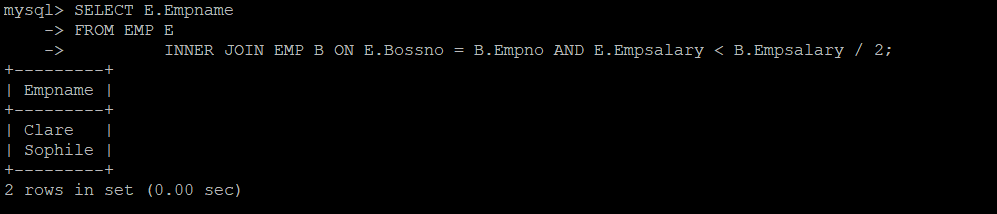 mysql> SELECT E.Empname
    -> FROM EMP E
    ->          INNER JOIN EMP B ON E.Bossno = B.Empno AND E.Empsalary < B.Empsalary / 2;
+---------+
| Empname |
+---------+
| Clare   |
| Sophile |
+---------+
2 rows in set (0.00 sec)